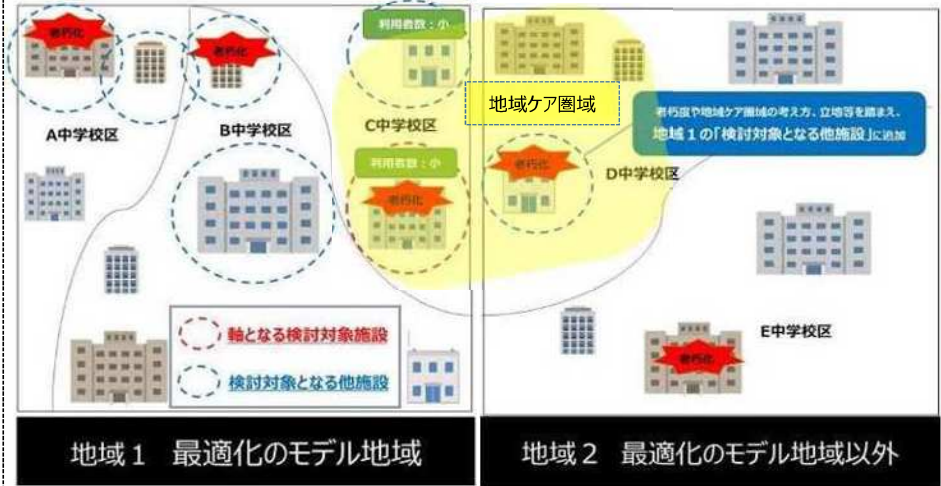 老朽化
老朽化
利用者数：小
地域ケア圏域
老朽度や地域ケア圏域の考え方、立地等を踏まえ、
地域１の「検討対象となる他施設」に追加
A中学校区
B中学校区
C中学校区
利用者数：小
老朽化
老朽化
D中学校区
軸となる検討対象施設
検討対象となる他施設
E中学校区
老朽化
地域１　最適化のモデル地域
地域２　最適化のモデル地域以外